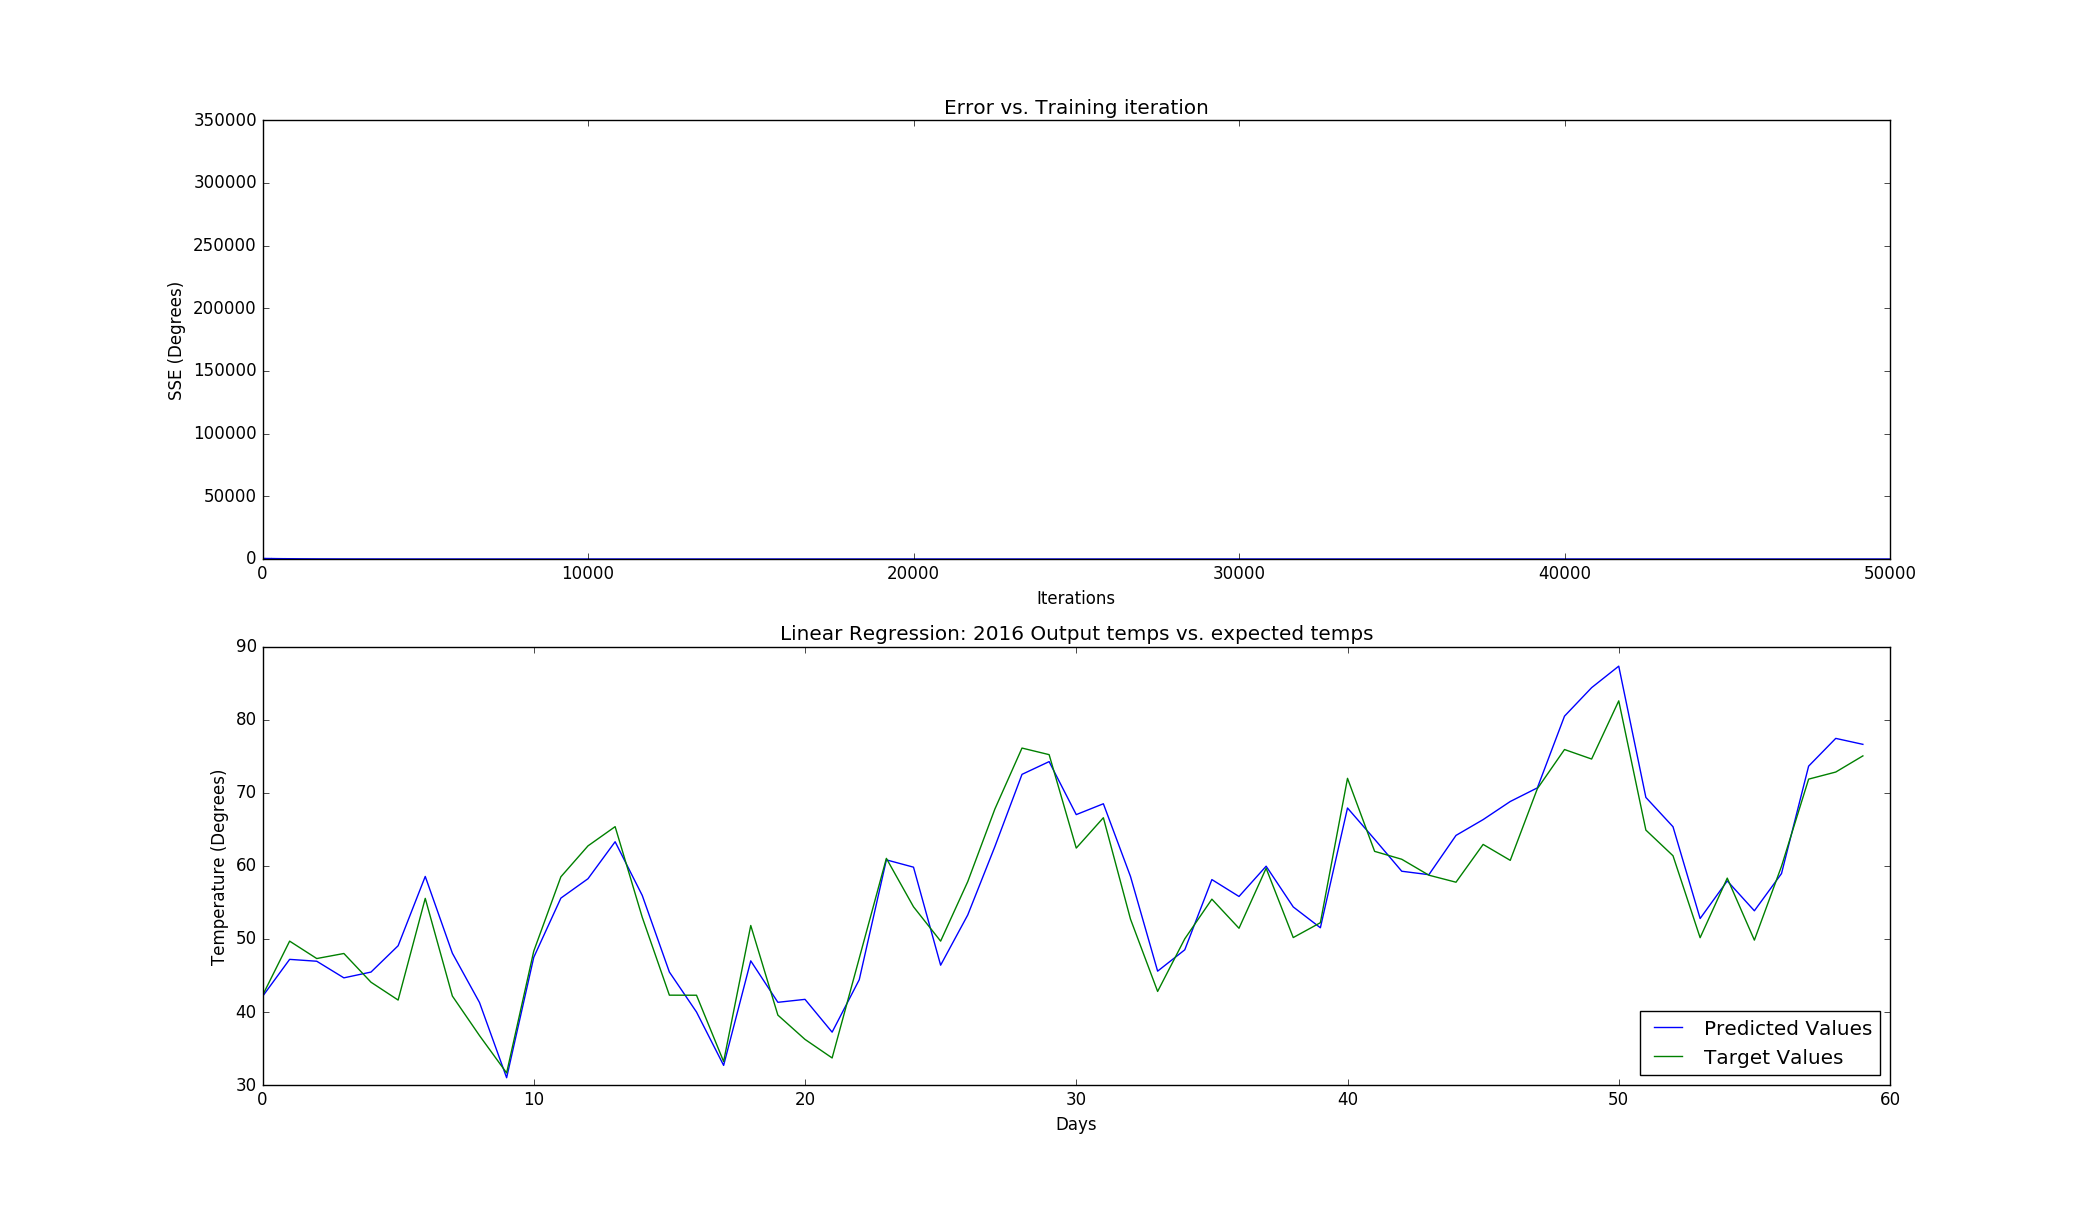 Error vs. Training iteration
350000
300000
250000
200000
150000
100000
50000
0
SSE (Degrees)
0 10000 20000 30000 40000 50000
Iterations
Linear Regression: 2016 Output temps vs. expected temps
90
80
70
60
50
40
30
Temperature (Degrees)
Predicted Values
Target Values
0 10 20 30 40 50 60
Days